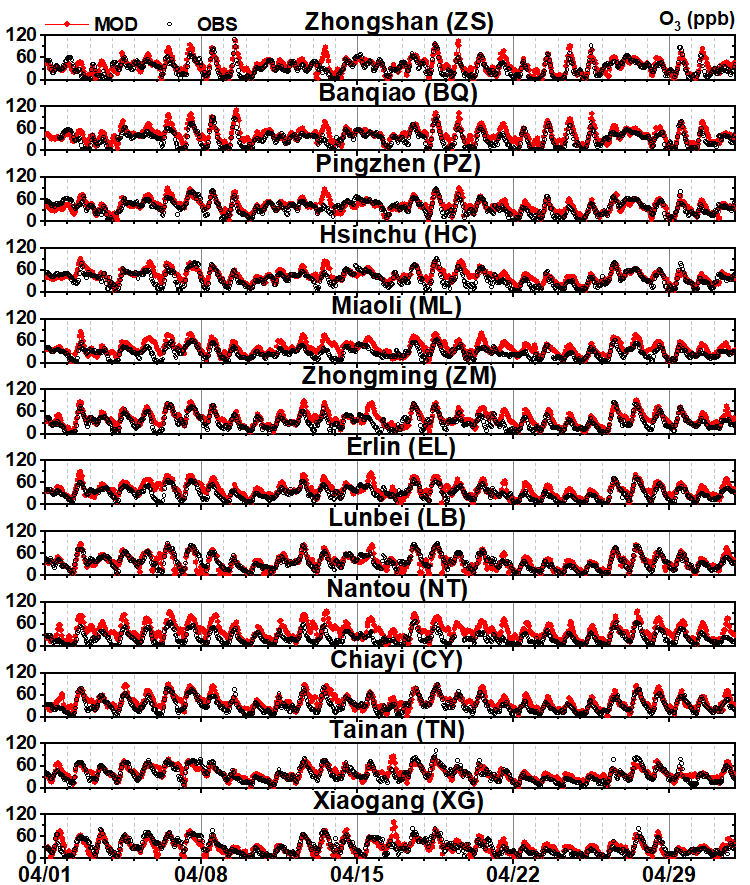 MOD OBS Zhongshan (ZS) O3 (ppb)
120
60
0
Banqiao (BQ)
120
60
0
Pingzhen (PZ)
120
60
0
Hsinchu (HC)
120
60
0
Miaoli (ML)
120
60
0
Zhongming (ZM)
120
60
0
Erlin (EL)
120
60
0
Lunbei (LB)
120
60
0
Nantou (NT)
120
60
0
Chiayi (CY)
120
60
0
Tainan (TN)
120
60
0
Xiaogang (XG)
120
60
0
04/01 04/08 04/15 04/22 04/29